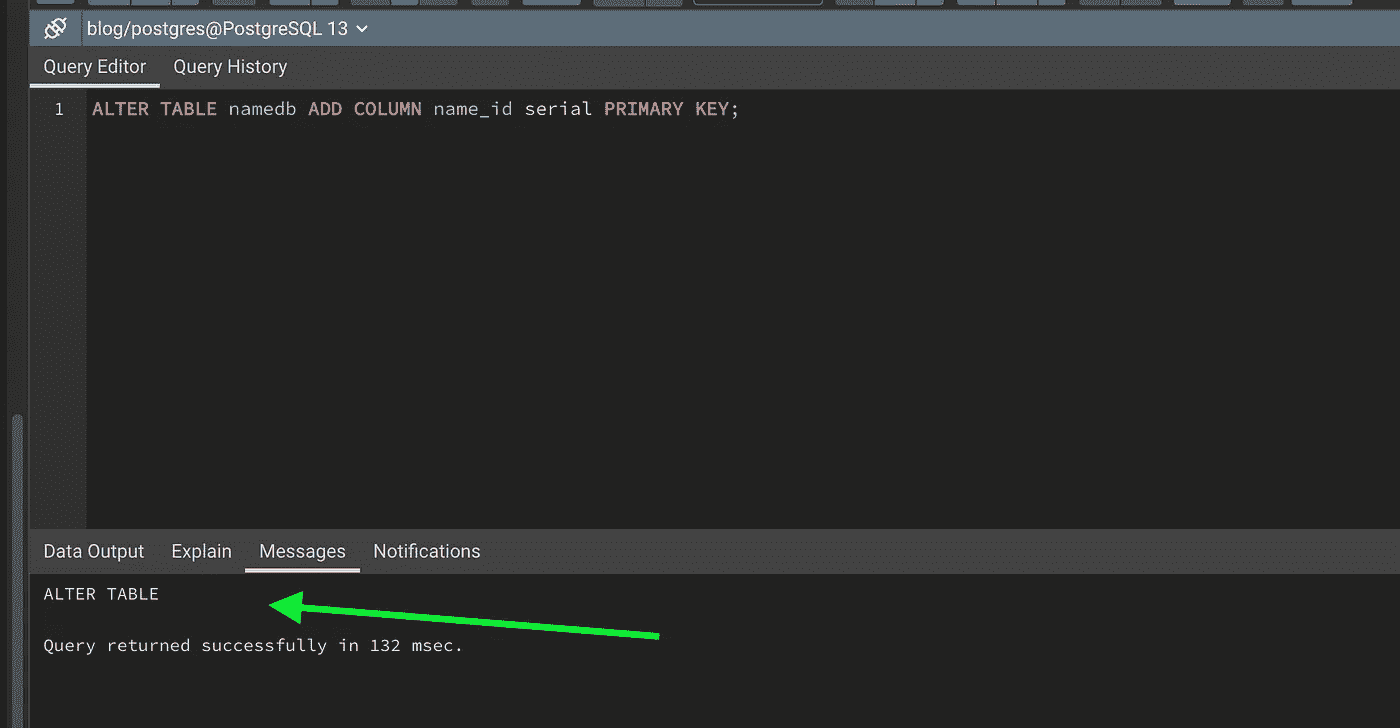 blog/postgres@PostgreSQL 13
Query Editor Query History
1 ALTER TABLE namedb ADD COLUMN name_id serial PRIMARY KEY;
Data Output Explain Messages Notifications
ALTER TABLE
Query returned successfully in 132 msec.